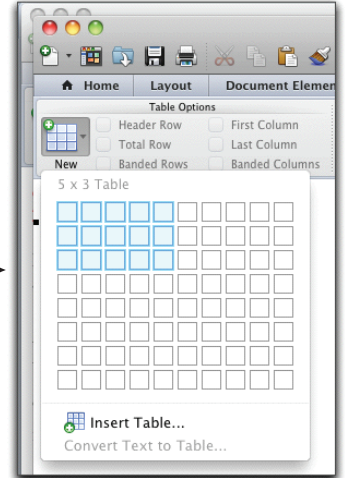 Home Layout Document Elemen
Table Options
Header Row First Column
Total Row Last Column
New Banded Rows Banded Columns
5 x 3 Table
Insert Table...
Convert Text to Table...